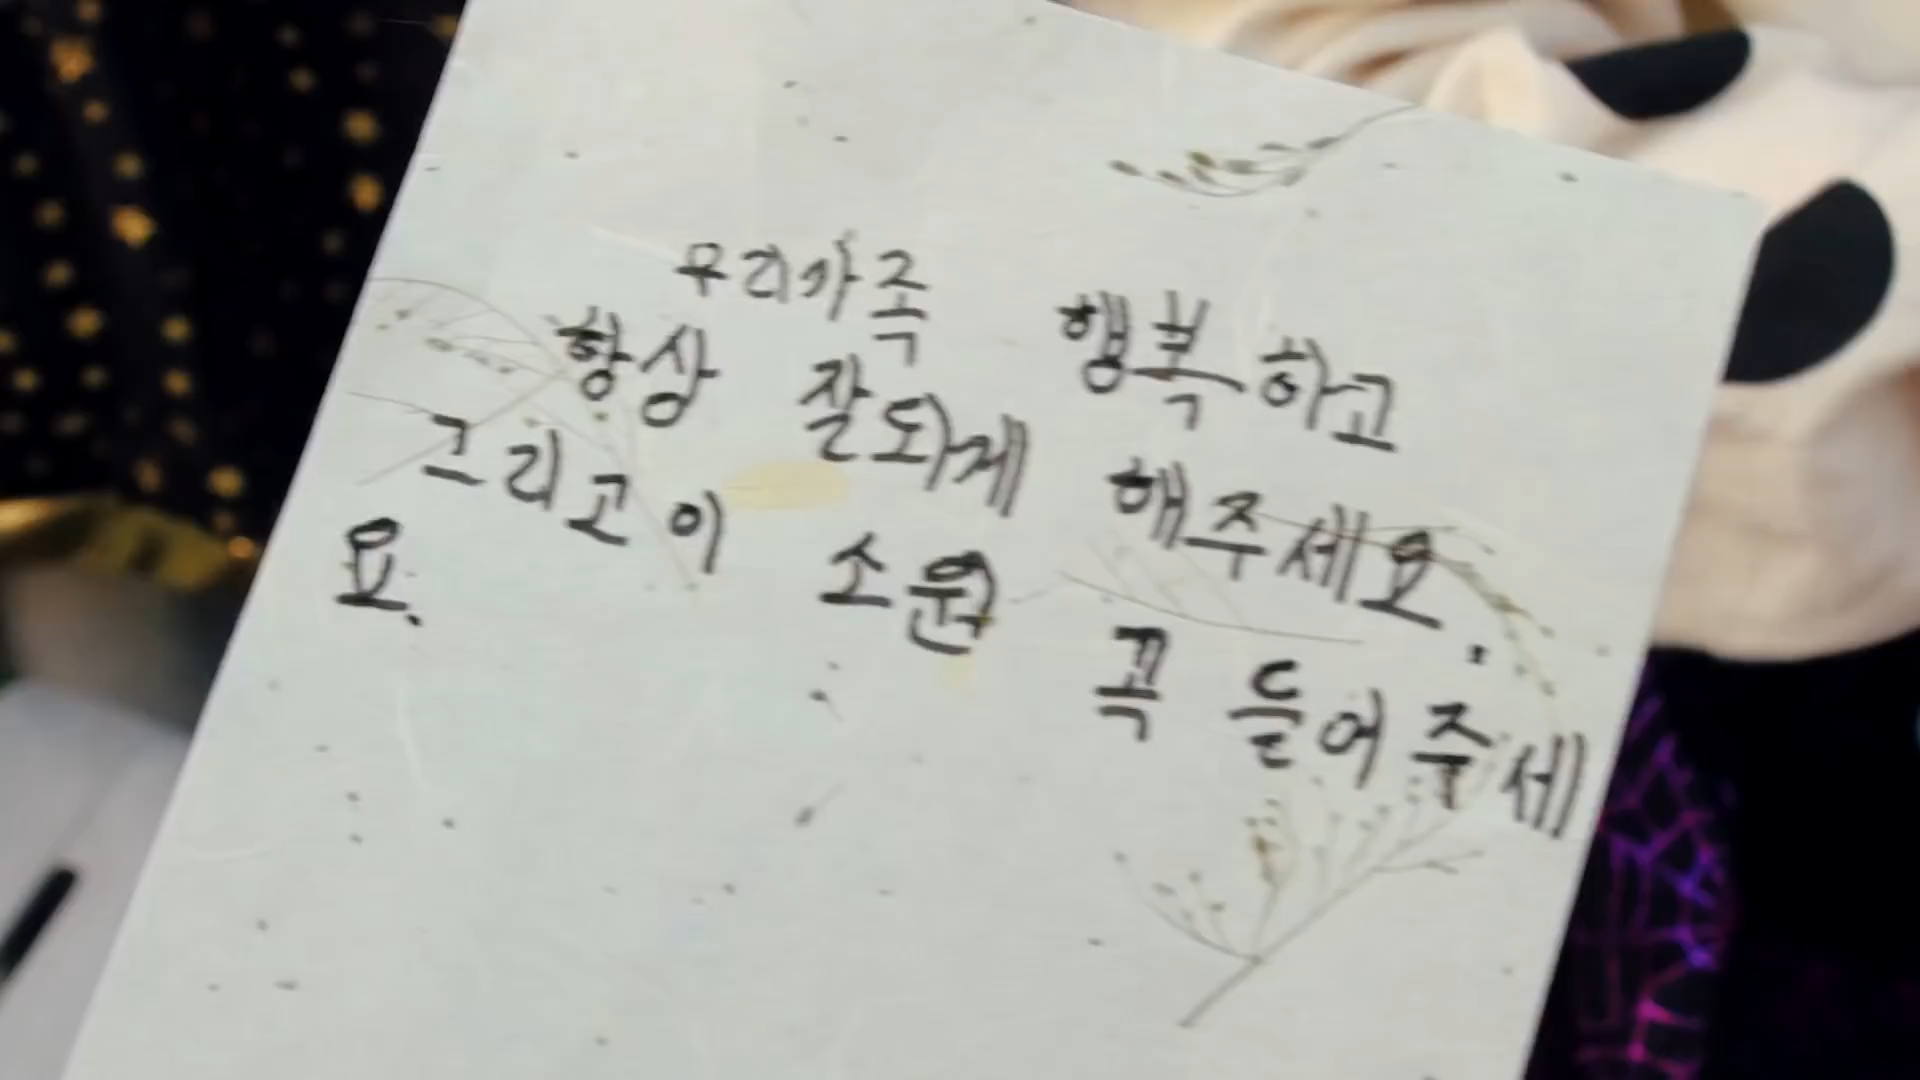 우리가족 행복하고
항상 잘되게 해주세요.
그리고 이 소원 꼭 들어주세
요.